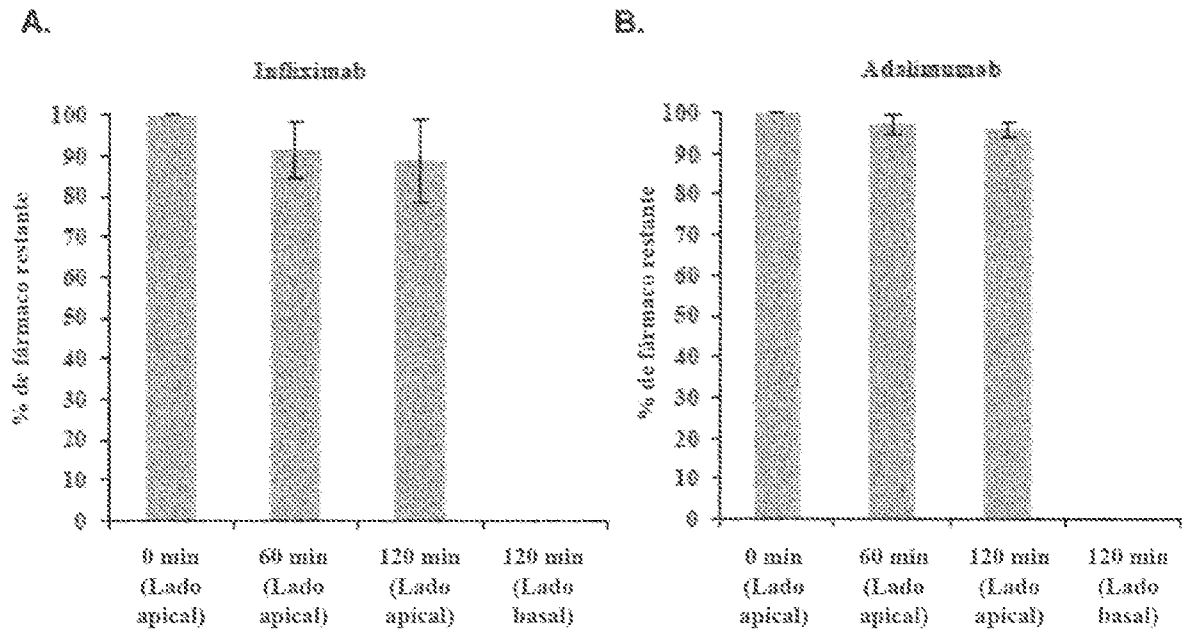 A.
Infliximab
% de fármaco restante
100
90
80
70
60
50
40
30
20
10
0
0 min
(Lado
apical)
60 min
(Lado
apical)
120 min
(Lado
apical)
120 min
(Lado
basal)
B.
Adalimumab
% de fármaco restante
100
90
80
70
60
50
40
30
20
10
0
0 min
(Lado
apical)
60 min
(Lado
apical)
120 min
(Lado
apical)
120 min
(Lado
basal)